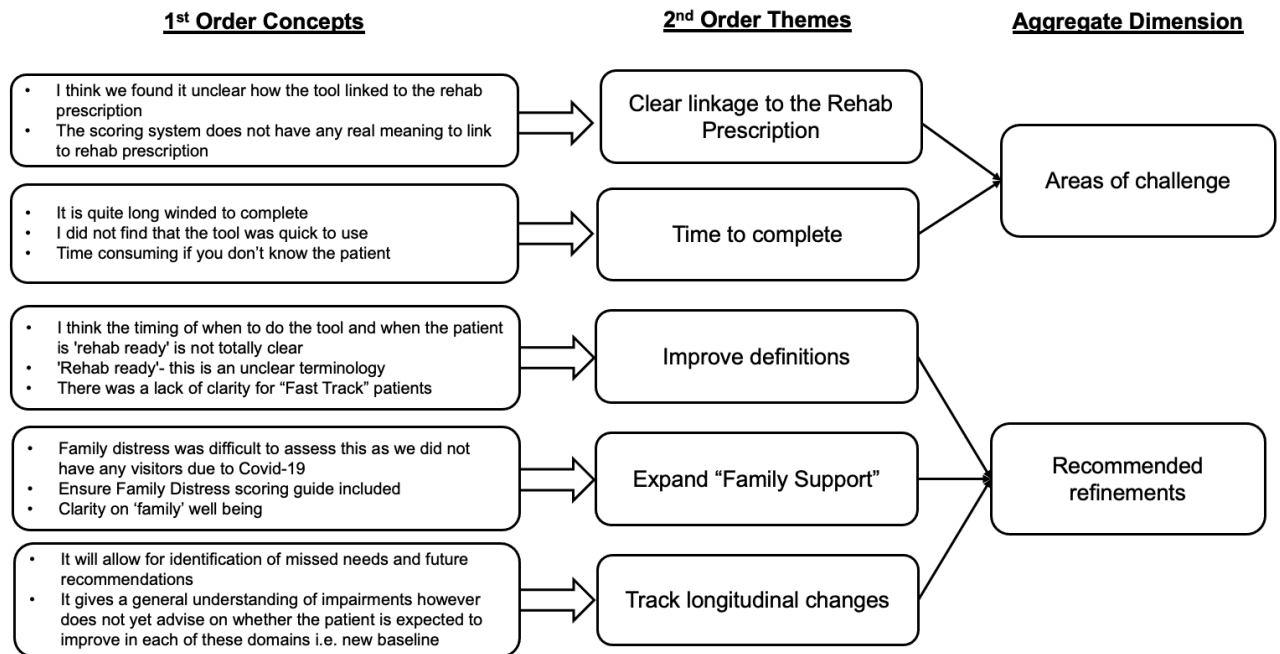 1st Order Concepts
2nd Order Themes
Aggregate Dimension
• I think we found it unclear how the tool linked to the rehab
prescription
• The scoring system does not have any real meaning to link
to rehab prescription
Clear linkage to the Rehab
Prescription
• It is quite long winded to complete
• I did not find that the tool was quick to use
• Time consuming if you don’t know the patient
Time to complete
Areas of challenge
• I think the timing of when to do the tool and when the patient
is 'rehab ready' is not totally clear
• 'Rehab ready'- this is an unclear terminology
• There was a lack of clarity for “Fast Track” patients
Improve definitions
• Family distress was difficult to assess this as we did not
have any visitors due to Covid-19
• Ensure Family Distress scoring guide included
• Clarity on ‘family’ well being
Expand “Family Support”
• It will allow for identification of missed needs and future
recommendations
• It gives a general understanding of impairments however
does not yet advise on whether the patient is expected to
improve in each of these domains i.e. new baseline
Track longitudinal changes
Recommended
refinements